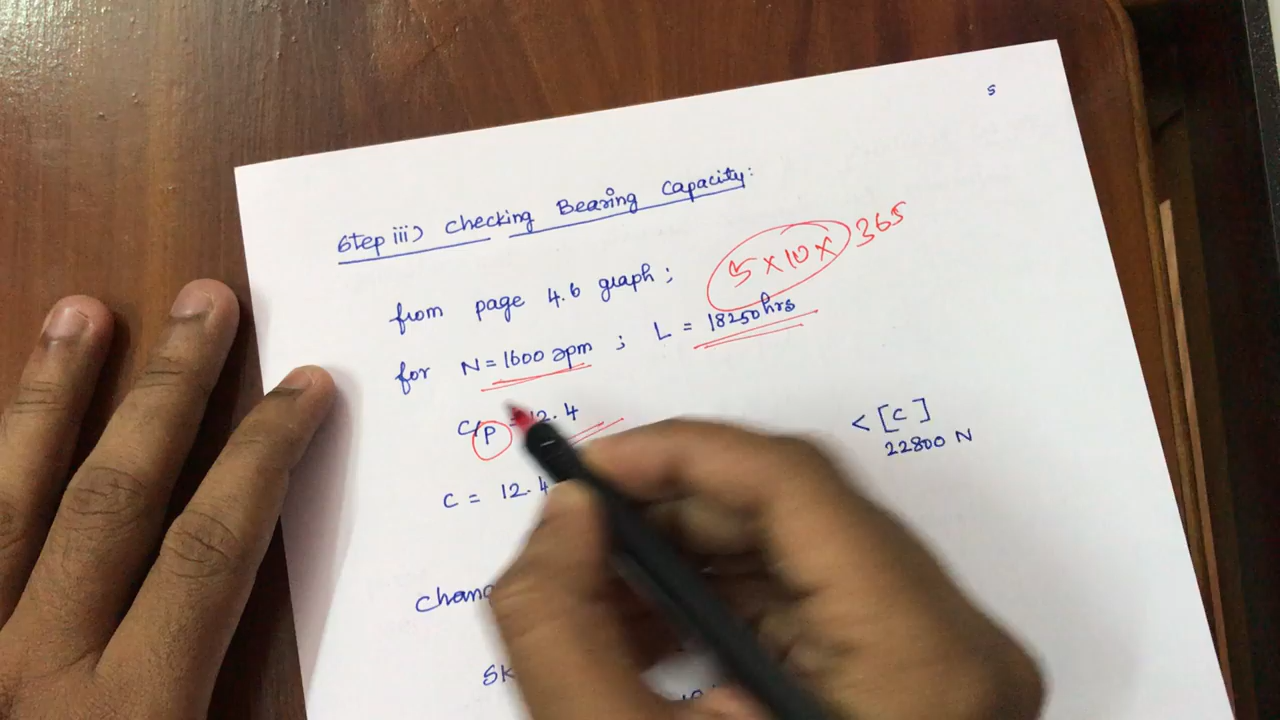 5
Step iii) Checking Bearing Capacity:
from page 4.6 graph; 5 x 10 x 365
for N = 1600 rpm ; L = 18250 hrs
C/P = 12.4
< [C]
C = 12.4
22800 N